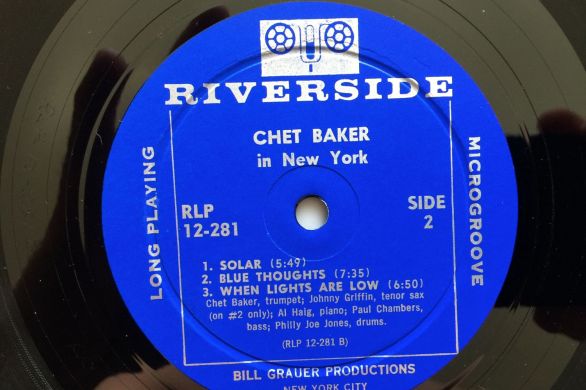 RIVERSIDE
CHET BAKER
in New York
LONG PLAYING
MICROGROOVE
RLP
12-281
SIDE
2
1. SOLAR (5:49)
2. BLUE THOUGHTS (7:35)
3. WHEN LIGHTS ARE LOW (6:50)
Chet Baker, trumpet; Johnny Griffin, tenor sax
(on #2 only); Al Haig, piano; Paul Chambers,
bass; Philly Joe Jones, drums.
(RLP 12-281 B)
BILL GRAUER PRODUCTIONS
NEW YORK CITY